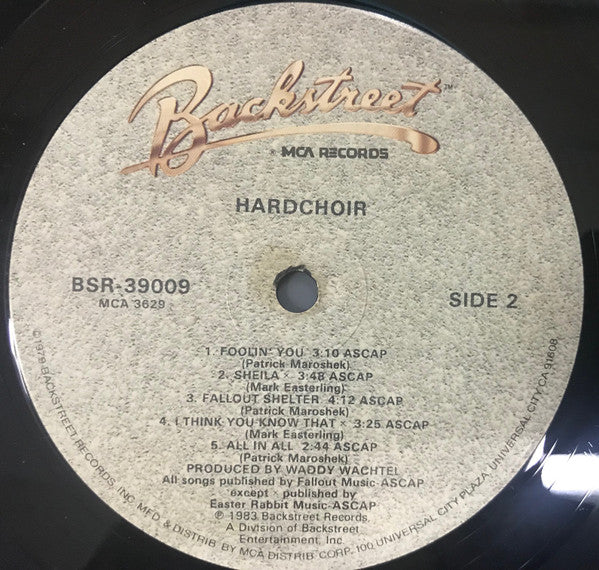 Backstreet™
• MCA RECORDS
HARDCHOIR
BSR-39009
MCA 3629
SIDE 2
1. FOOLIN' YOU 3:10 ASCAP
(Patrick Maroshek)
2. SHEILA × 3:48 ASCAP
(Mark Easterling)
3. FALLOUT SHELTER 4:12 ASCAP
(Patrick Maroshek)
4. I THINK YOU KNOW THAT × 3:25 ASCAP
(Mark Easterling)
5. ALL IN ALL 2:44 ASCAP
(Patrick Maroshek)
PRODUCED BY WADDY WACHTEL
All songs published by Fallout Music-ASCAP
except × published by
Easter Rabbit Music-ASCAP
℗ 1983 Backstreet Records
A Division of Backstreet
Entertainment, Inc.
© 1979 BACKSTREET RECORDS, INC. MFD. & DISTRIB. BY MCA DISTRIB. CORP. 100 UNIVERSAL CITY PLAZA, UNIVERSAL CITY, CA 91608